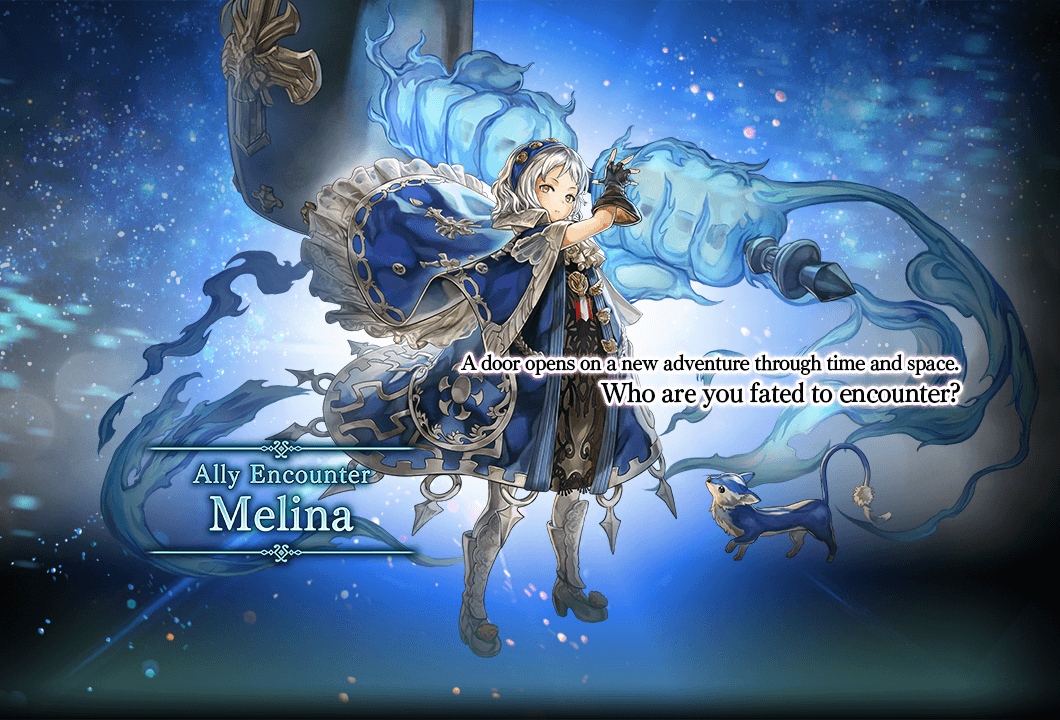 A door opens on a new adventure through time and space.
Who are you fated to encounter?
Ally Encounter
Melina